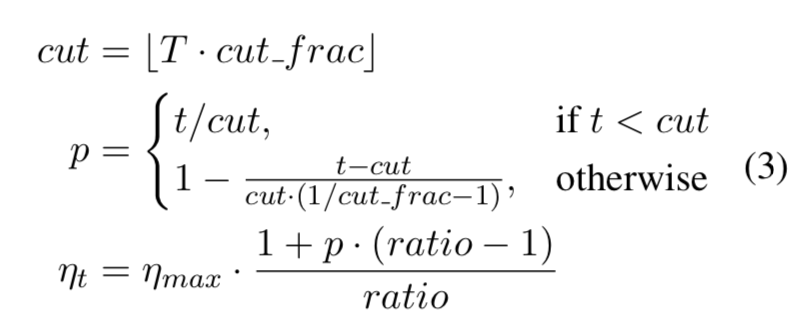 cut = ⌊T · cut_frac⌋
p = { t/cut, if t < cut
1 − (t−cut)/(cut·(1/cut_frac−1)), otherwise (3)
η_t = η_max · (1 + p · (ratio − 1))/ratio